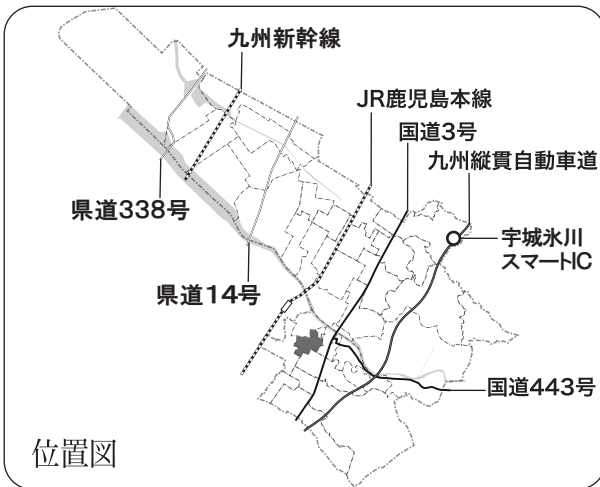 九州新幹線
JR鹿児島本線
国道3号
九州縦貫自動車道
県道338号
宇城氷川
スマートIC
県道14号
国道443号
位置図